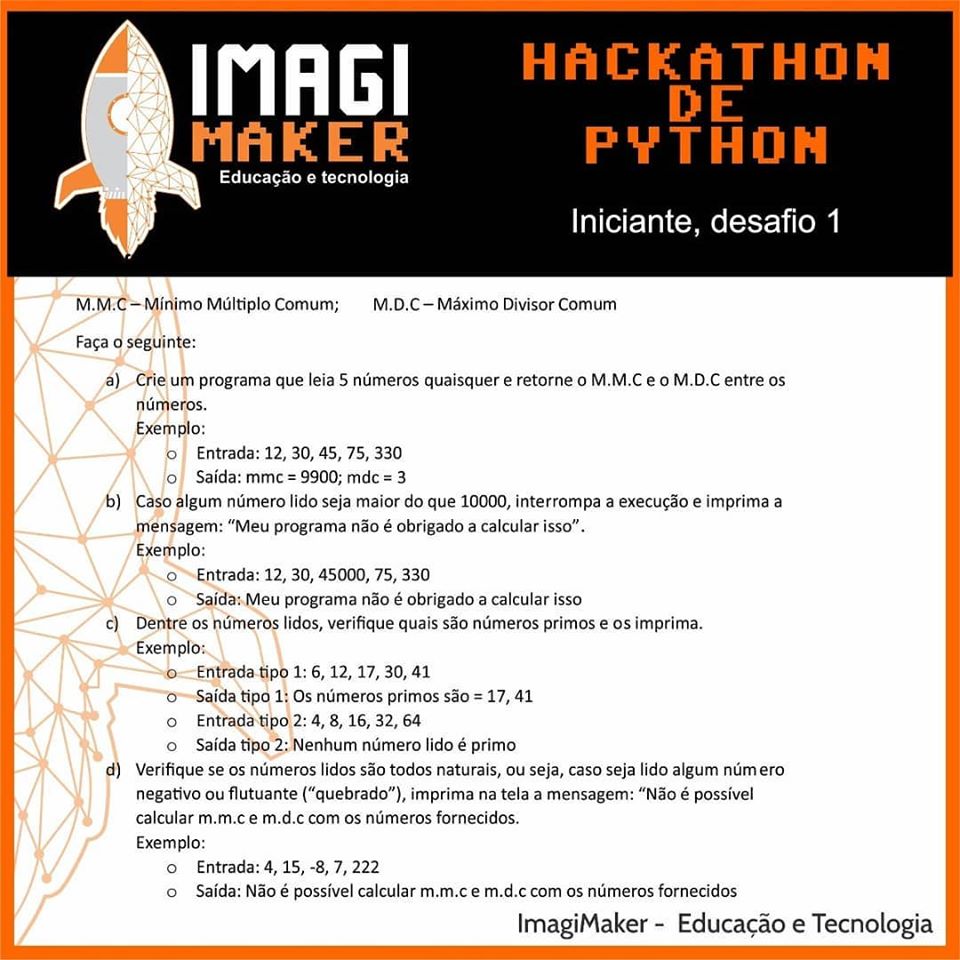 IMAGI
MAKER
Educação e tecnologia
HACKATHON
DE
PYTHON
Iniciante, desafio 1
M.M.C – Mínimo Múltiplo Comum; M.D.C – Máximo Divisor Comum
Faça o seguinte:
a) Crie um programa que leia 5 números quaisquer e retorne o M.M.C e o M.D.C entre os
números.
Exemplo:
o Entrada: 12, 30, 45, 75, 330
o Saída: mmc = 9900; mdc = 3
b) Caso algum número lido seja maior do que 10000, interrompa a execução e imprima a
mensagem: “Meu programa não é obrigado a calcular isso”.
Exemplo:
o Entrada: 12, 30, 45000, 75, 330
o Saída: Meu programa não é obrigado a calcular isso
c) Dentre os números lidos, verifique quais são números primos e os imprima.
Exemplo:
o Entrada tipo 1: 6, 12, 17, 30, 41
o Saída tipo 1: Os números primos são = 17, 41
o Entrada tipo 2: 4, 8, 16, 32, 64
o Saída tipo 2: Nenhum número lido é primo
d) Verifique se os números lidos são todos naturais, ou seja, caso seja lido algum número
negativo ou flutuante (“quebrado”), imprima na tela a mensagem: “Não é possível
calcular m.m.c e m.d.c com os números fornecidos.
Exemplo:
o Entrada: 4, 15, -8, 7, 222
o Saída: Não é possível calcular m.m.c e m.d.c com os números fornecidos
ImagiMaker - Educação e Tecnologia